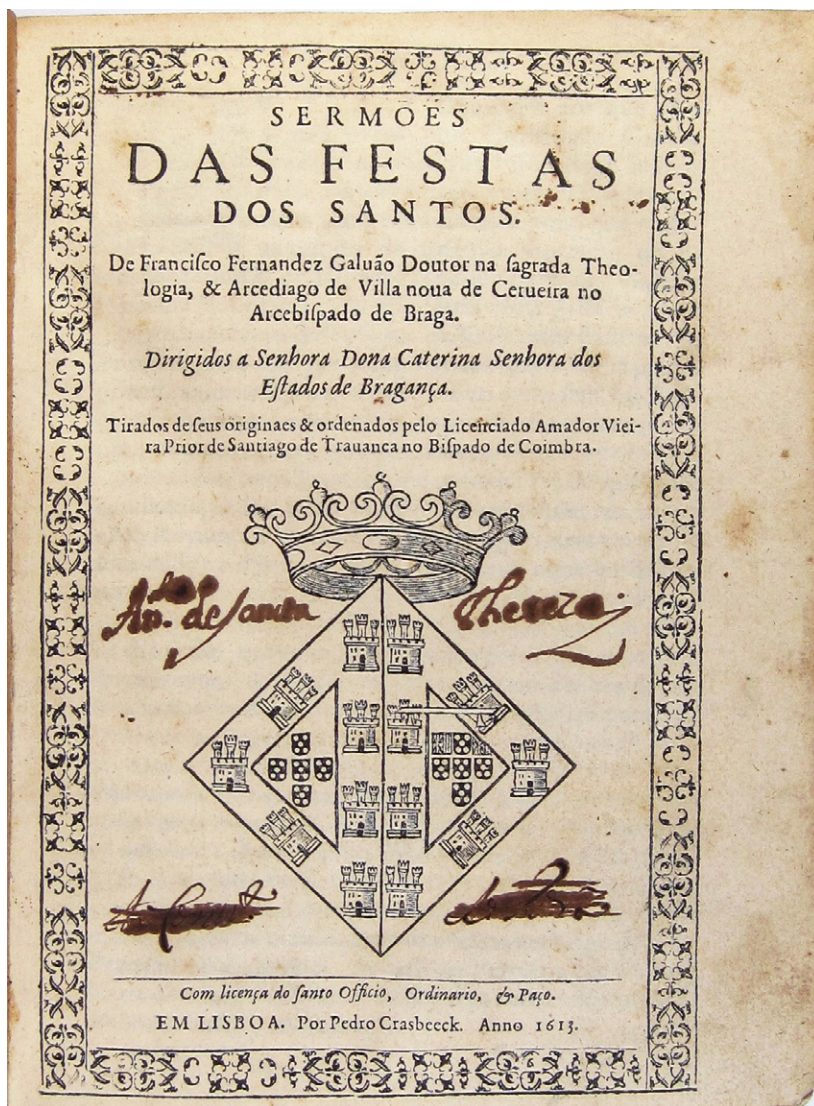 SERMOES
DAS FESTAS
DOS SANTOS.
De Franciſco Fernandez Galuão Doutor na ſagrada Theo-
logia, & Arcediago de Villa noua de Cerueira no
Arcebiſpado de Braga.
Dirigidos a Senhora Dona Caterina Senhora dos
Eſtados de Bragança.
Tirados de ſeus originaes & ordenados pelo Licenciado Amador Viei-
ra Prior de Santiago de Trauanca no Biſpado de Coimbra.
de ſancta Thereza
Com licença do ſanto Officio, Ordinario, & Paço.
EM LISBOA. Por Pedro Crasbeeck. Anno 1613.